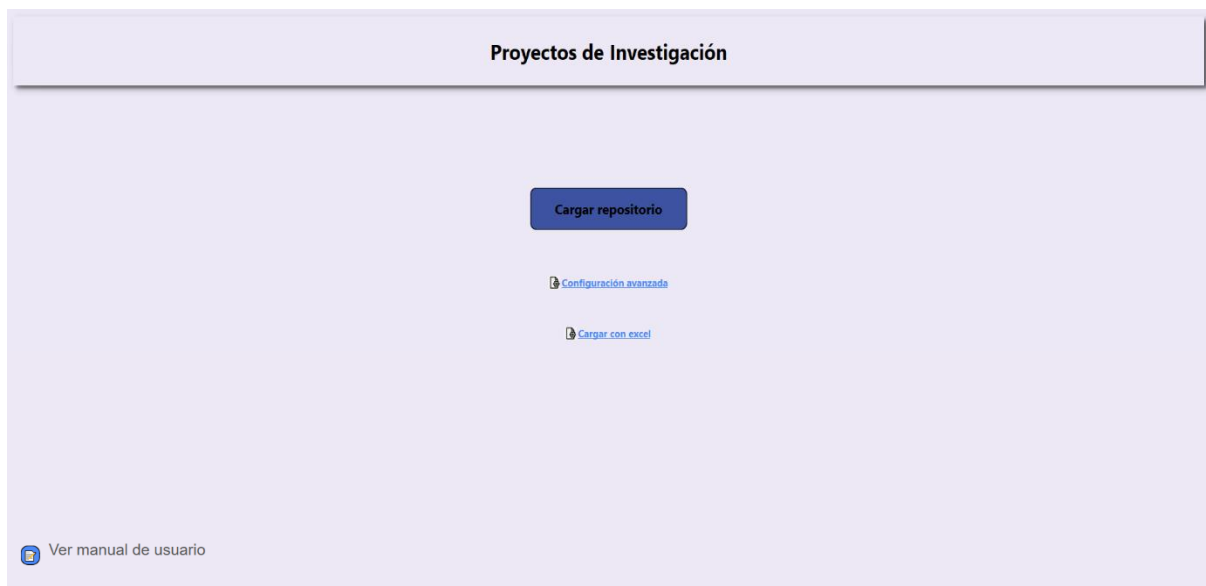 Proyectos de Investigación
Cargar repositorio
Configuración avanzada
Cargar con excel
Ver manual de usuario